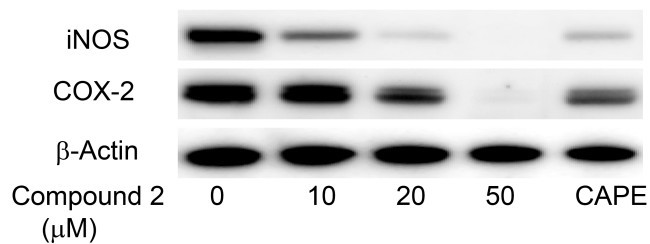 iNOS
COX-2
β-Actin
Compound 2 0 10 20 50 CAPE
(μM)